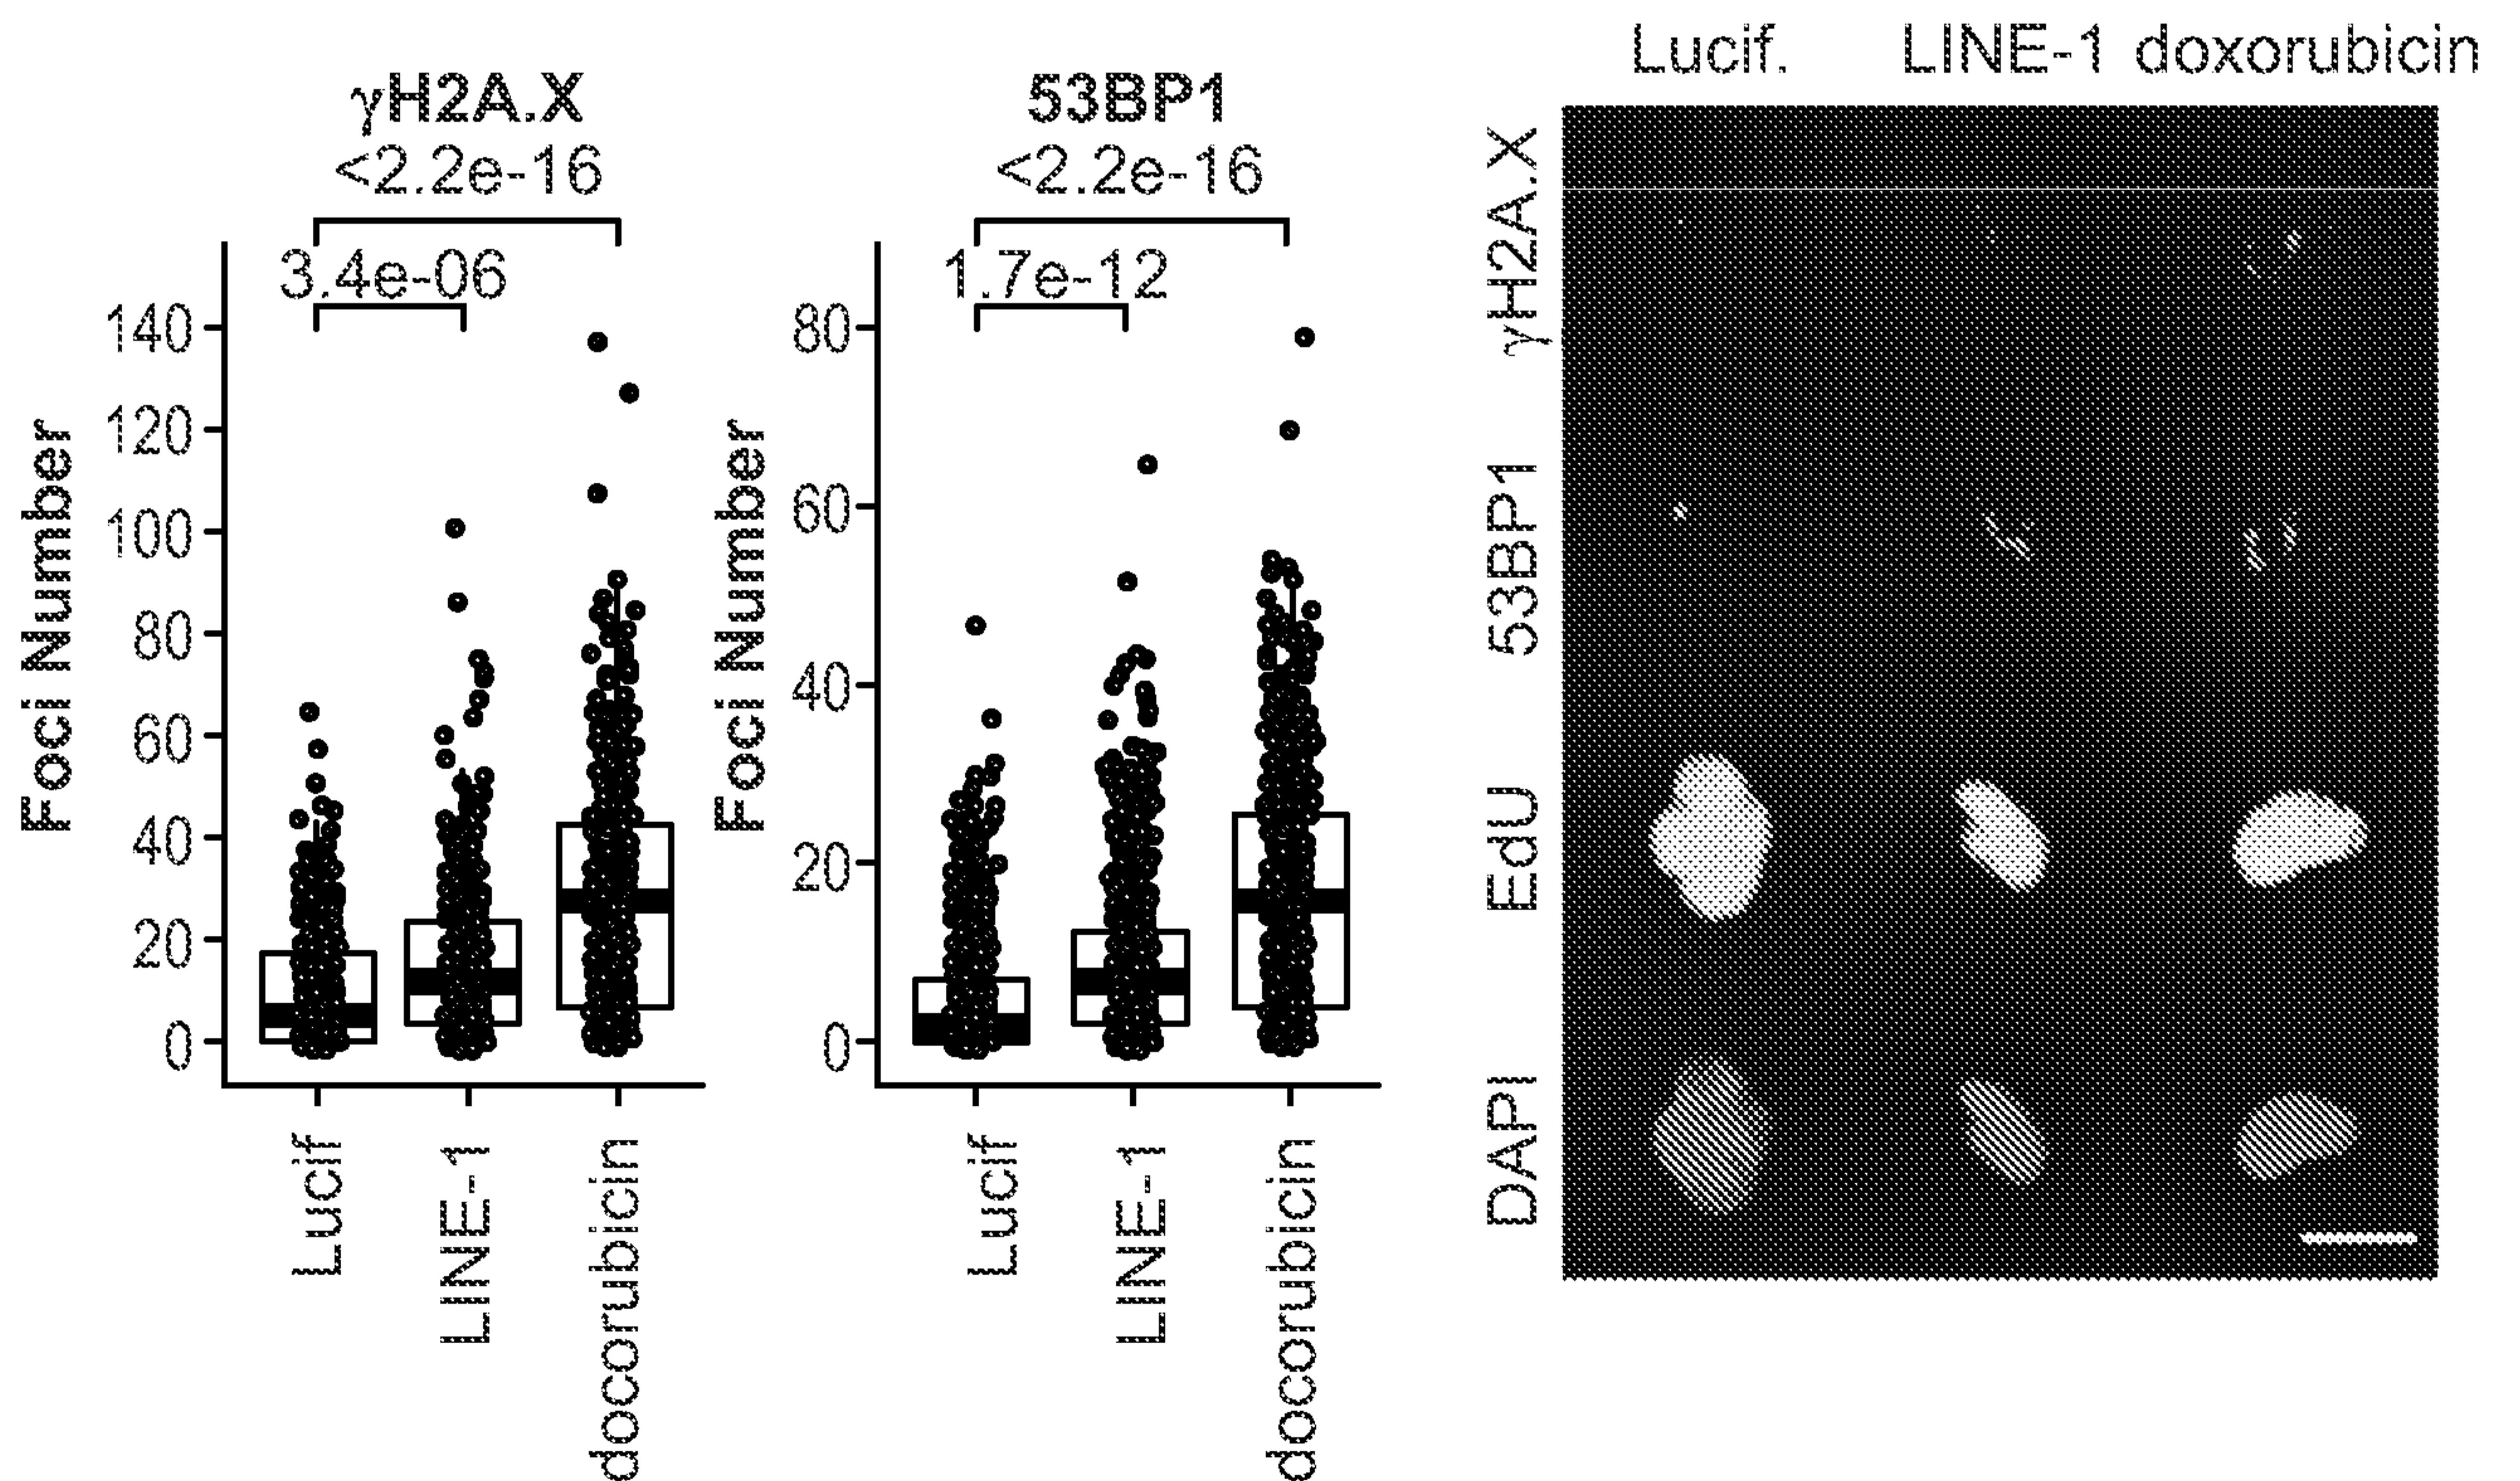 γH2A.X
<2.2e-16
3.4e-06
140
120
100
80
60
40
20
0
Foci Number
Lucif
LINE-1
docorubicin
53BP1
<2.2e-16
1.7e-12
80
60
40
20
0
Foci Number
Lucif
LINE-1
docorubicin
Lucif. LINE-1 doxorubicin
γH2A.X
53BP1
EdU
DAPI